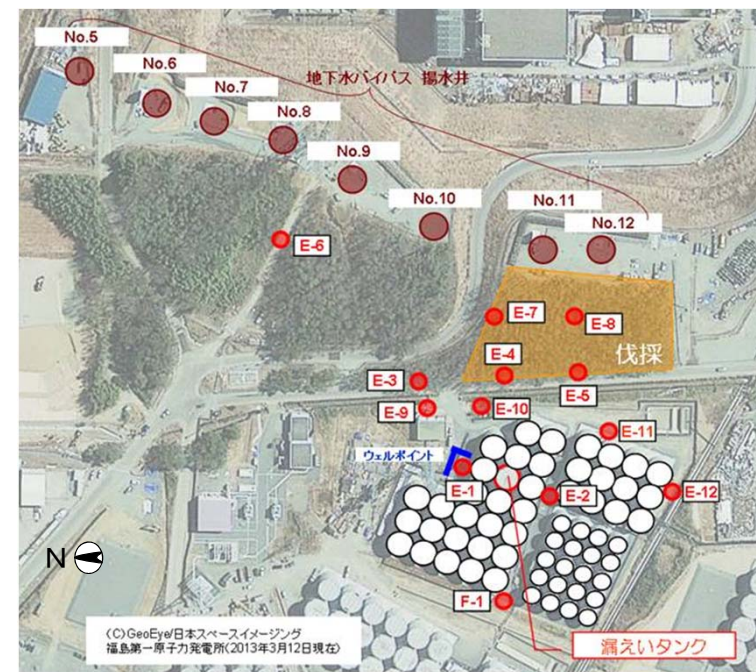 No.5
No.6
No.7
No.8
No.9
No.10
No.11
No.12
地下水バイパス 揚水井
E-6
E-7
E-8
伐採
E-4
E-3
E-5
E-9
E-10
E-11
ウェルポイント
E-1
E-2
E-12
N
F-1
(C)GeoEye/日本スペースイメージング
福島第一原子力発電所(2013年3月12日現在)
漏えいタンク